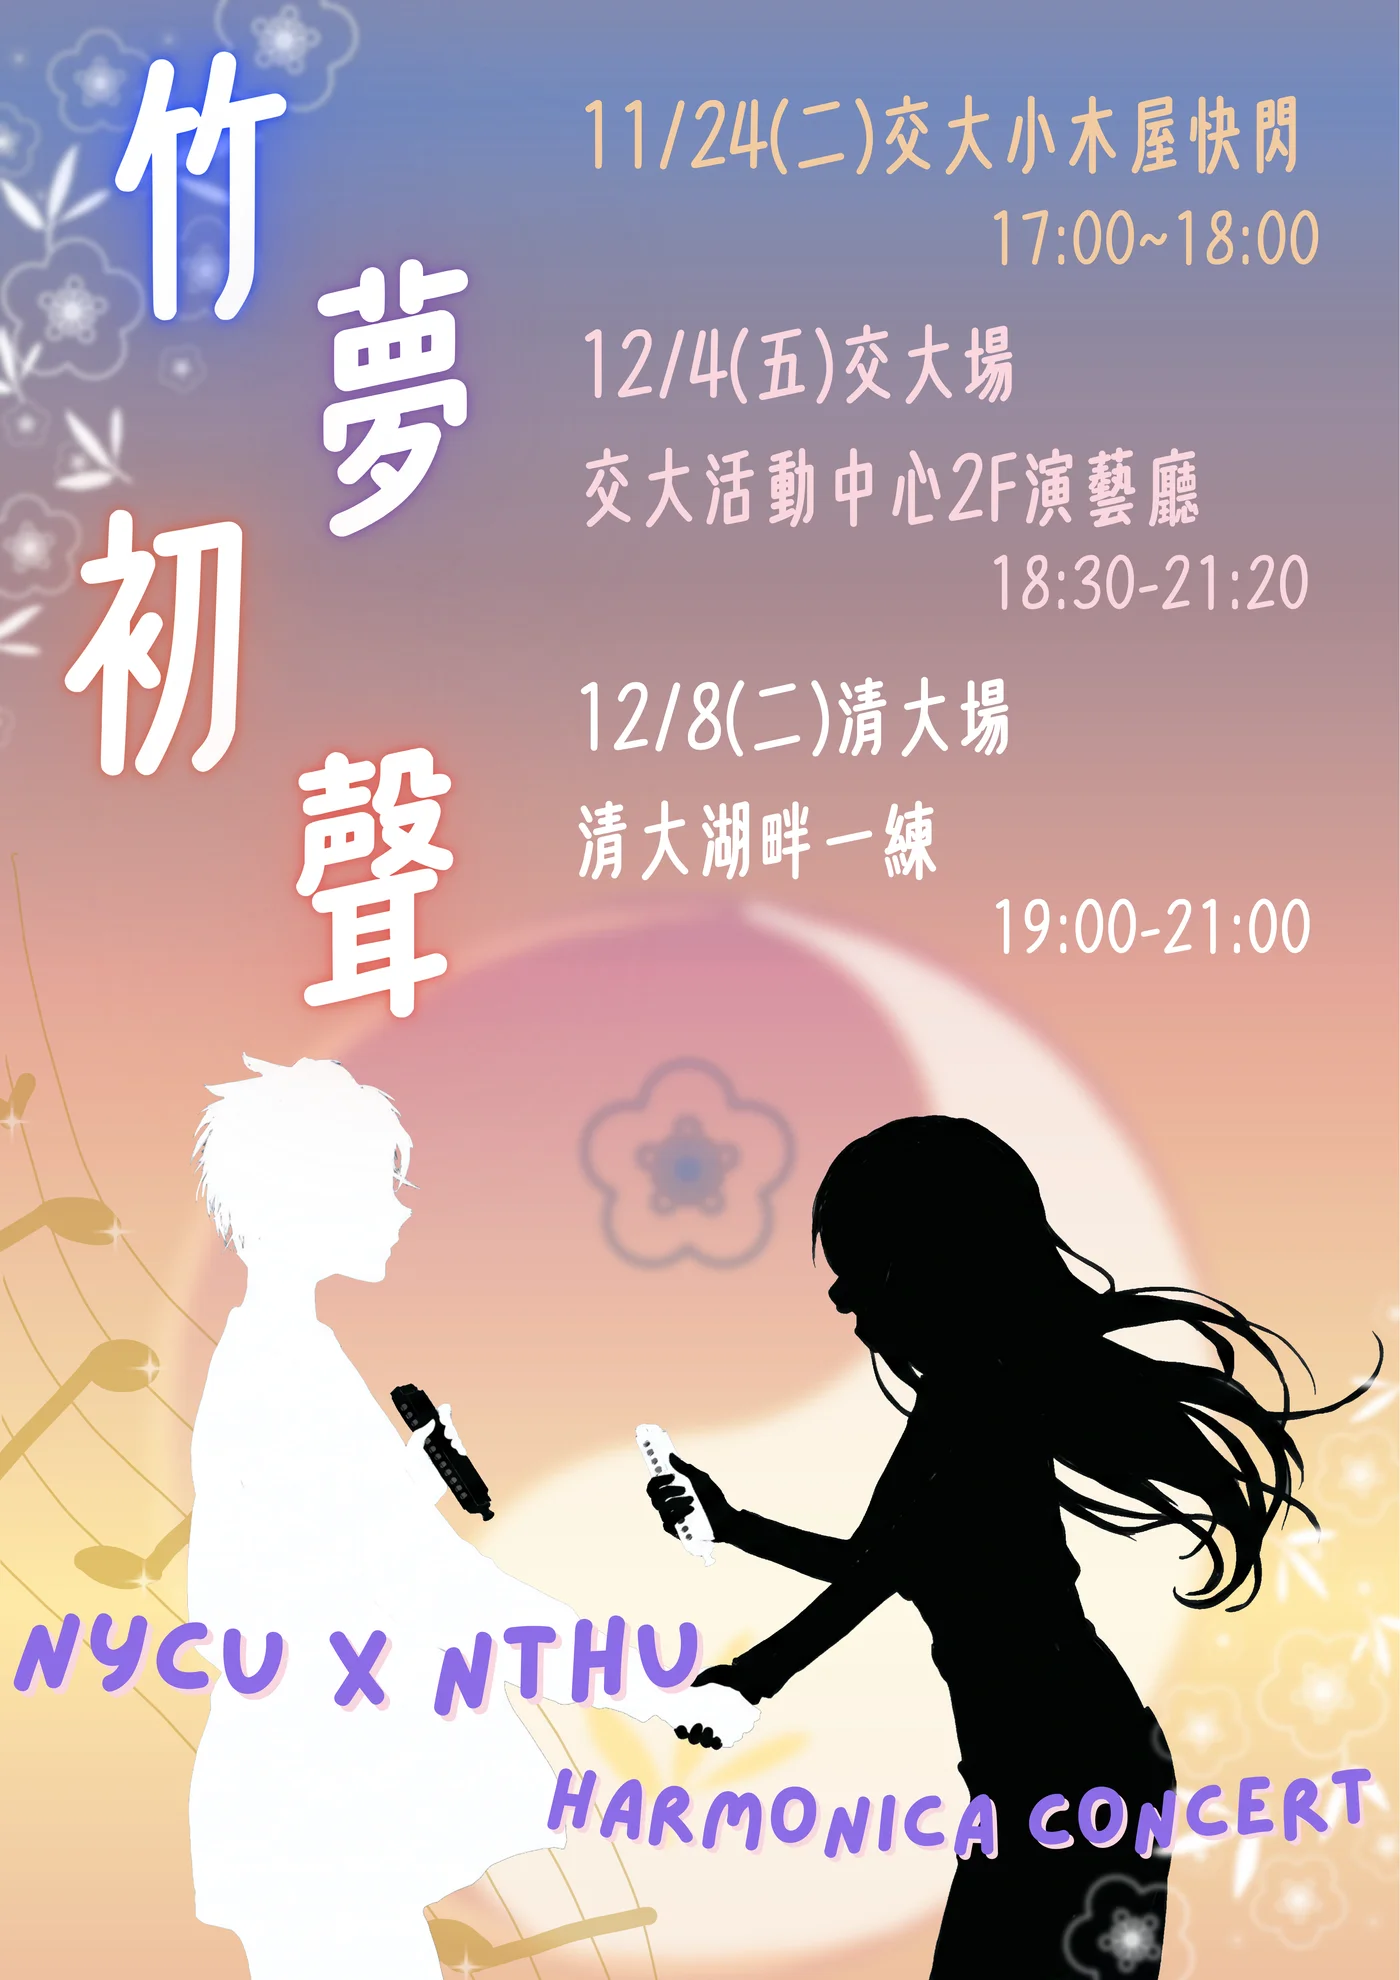 竹夢初聲
11/24(二)交大小木屋快閃
17:00~18:00
12/4(五)交大場
交大活動中心2F演藝廳
18:30-21:20
12/8(二)清大場
清大湖畔一練
19:00-21:00
NYCU X NTHU
HARMONICA CONCERT